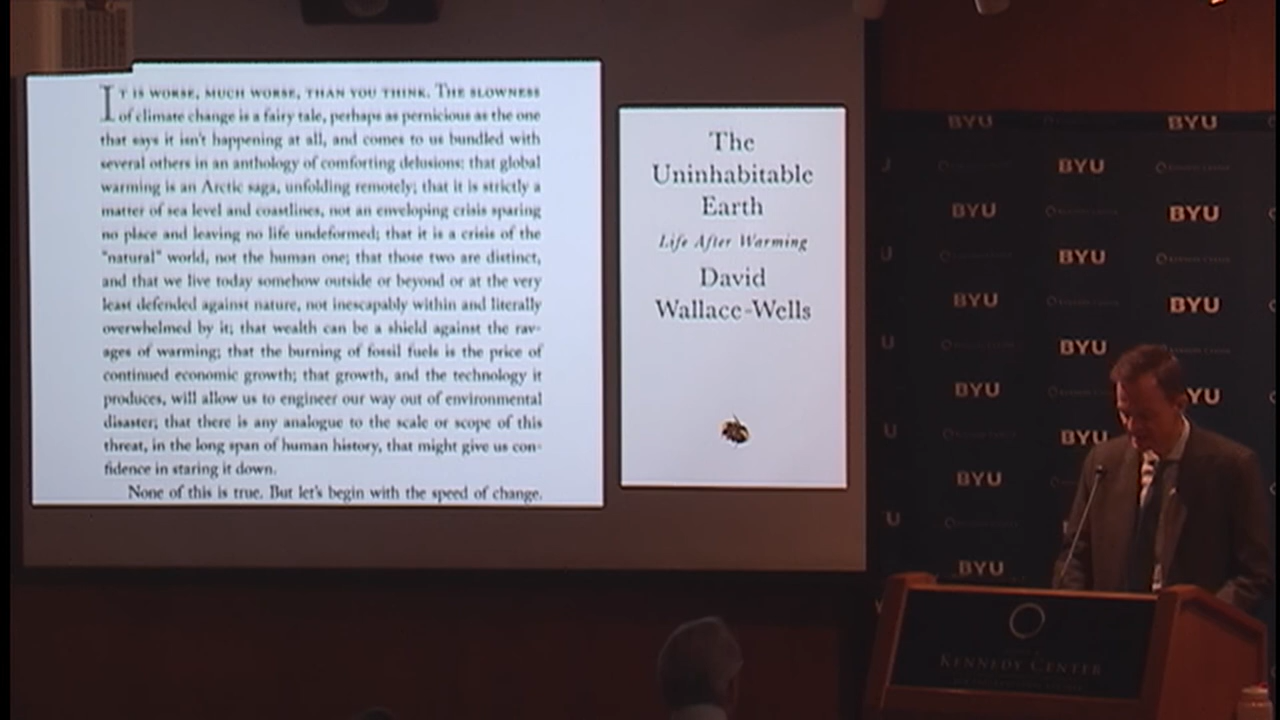 IT IS WORSE, MUCH WORSE, THAN YOU THINK. THE SLOWNESS
of climate change is a fairy tale, perhaps as pernicious as the one
that says it isn't happening at all, and comes to us bundled with
several others in an anthology of comforting delusions: that global
warming is an Arctic saga, unfolding remotely; that it is strictly a
matter of sea level and coastlines, not an enveloping crisis sparing
no place and leaving no life undeformed; that it is a crisis of the
"natural" world, not the human one; that those two are distinct,
and that we live today somehow outside or beyond or at the very
least defended against nature, not inescapably within and literally
overwhelmed by it; that wealth can be a shield against the rav-
ages of warming; that the burning of fossil fuels is the price of
continued economic growth; that growth, and the technology it
produces, will allow us to engineer our way out of environmental
disaster; that there is any analogue to the scale or scope of this
threat, in the long span of human history, that might give us con-
fidence in staring it down.
None of this is true. But let's begin with the speed of change.
The
Uninhabitable
Earth
Life After Warming
David
Wallace-Wells
BYU
BYU
BYU
BYU
BYU
BYU
BYU
BYU
BYU
BYU
YU
BYU
BYU
BYU
KENNEDY CENTER